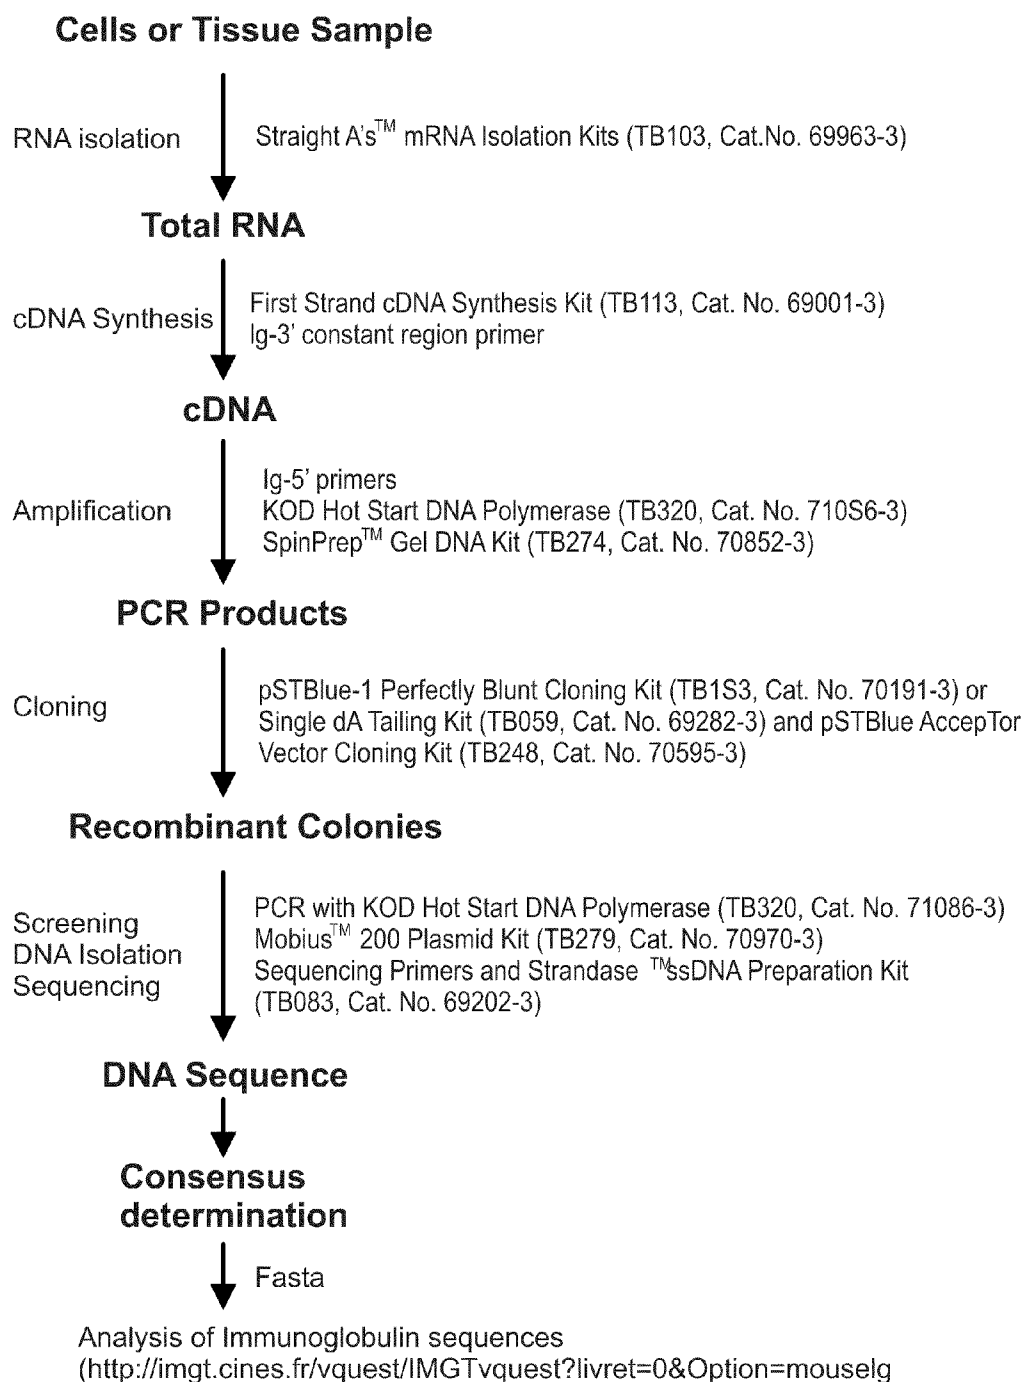 Cells or Tissue Sample
RNA isolation
Straight A's™ mRNA Isolation Kits (TB103, Cat.No. 69963-3)
Total RNA
cDNA Synthesis
First Strand cDNA Synthesis Kit (TB113, Cat. No. 69001-3)
Ig-3' constant region primer
cDNA
Amplification
Ig-5' primers
KOD Hot Start DNA Polymerase (TB320, Cat. No. 710S6-3)
SpinPrep™ Gel DNA Kit (TB274, Cat. No. 70852-3)
PCR Products
Cloning
pSTBlue-1 Perfectly Blunt Cloning Kit (TB1S3, Cat. No. 70191-3) or
Single dA Tailing Kit (TB059, Cat. No. 69282-3) and pSTBlue AccepTor
Vector Cloning Kit (TB248, Cat. No. 70595-3)
Recombinant Colonies
Screening
DNA Isolation
Sequencing
PCR with KOD Hot Start DNA Polymerase (TB320, Cat. No. 71086-3)
Mobius™ 200 Plasmid Kit (TB279, Cat. No. 70970-3)
Sequencing Primers and Strandase ™ssDNA Preparation Kit
(TB083, Cat. No. 69202-3)
DNA Sequence
Consensus
determination
Fasta
Analysis of Immunoglobulin sequences
(http://imgt.cines.fr/vquest/IMGTvquest?livret=0&Option=mouseIg